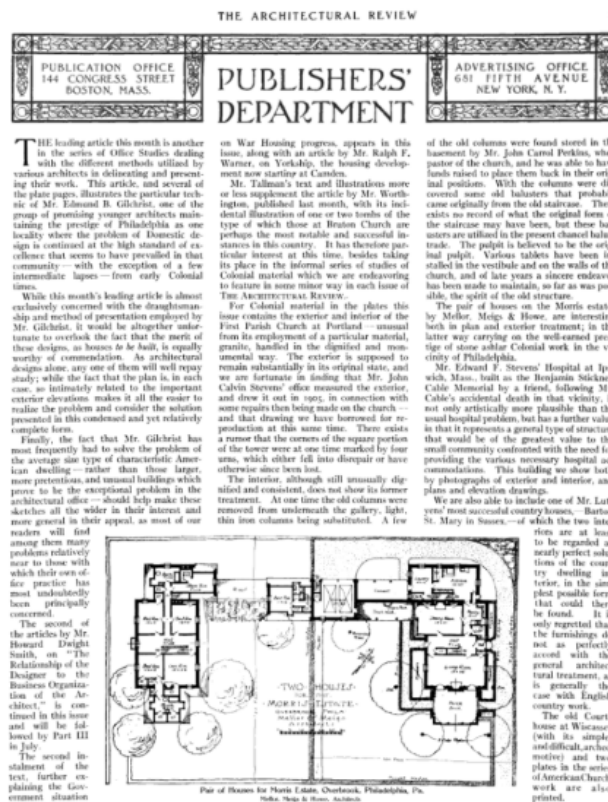 THE ARCHITECTURAL REVIEW
PUBLICATION OFFICE
144 CONGRESS STREET
BOSTON, MASS.
PUBLISHERS'
DEPARTMENT
ADVERTISING OFFICE
681 FIFTH AVENUE
NEW YORK, N. Y.
THE leading article this month is another
in the series of Office Studies dealing
with the different methods utilized by
various architects in delineating and present-
ing their work. This article, and several of
the plate pages, illustrates the particular tech-
nic of Mr. Edmund B. Gilchrist, one of the
group of promising younger architects main-
taining the prestige of Philadelphia as one
locality where the problem of Domestic de-
sign is continued at the high standard of ex-
cellence that seems to have prevailed in that
community — with the exception of a few
intermediate lapses — from early Colonial
times.
While this month's leading article is almost
exclusively concerned with the draughtsman-
ship and method of presentation employed by
Mr. Gilchrist, it would be altogether unfor-
tunate to overlook the fact that the merit of
these designs, as houses to be built, is equally
worthy of commendation. As architectural
designs alone, any one of them will well repay
study; while the fact that the plan is, in each
case, so intimately related to the important
exterior elevations makes it all the easier to
realize the problem and consider the solution
presented in this condensed and yet relatively
complete form.
Finally, the fact that Mr. Gilchrist has
most frequently had to solve the problem of
the average size type of characteristic Amer-
ican dwelling — rather than those larger,
more pretentious, and unusual buildings which
prove to be the exceptional problem in the
architectural office — should help make these
sketches all the wider in their interest and
more general in their appeal, as most of our
readers will find
among them many
problems relatively
near to those with
which their own of-
fice practice has
most undoubtedly
been principally
concerned.
The second of
the articles by Mr.
Howard Dwight
Smith, on "The
Relationship of the
Designer to the
Business Organiza-
tion of the Ar-
chitect," is con-
tinued in this issue
and will be fol-
lowed by Part III
in July.
The second in-
stalment of the
text, further ex-
plaining the Gov-
ernment situation
on War Housing progress, appears in this
issue, along with an article by Mr. Ralph F.
Warner, on Yorkship, the housing develop-
ment now starting at Camden.
Mr. Tallman's text and illustrations more
or less supplement the article by Mr. Worth-
ington, published last month, with its inci-
dental illustration of one or two tombs of the
type of which those at Bruton Church are
perhaps the most notable and successful in-
stances in this country. It has therefore par-
ticular interest at this time, besides taking
its place in the informal series of studies of
Colonial material which we are endeavoring
to feature in some minor way in each issue of
THE ARCHITECTURAL REVIEW.
For Colonial material in the plates this
issue contains the exterior and interior of the
First Parish Church at Portland — unusual
from its employment of a particular material,
granite, handled in the dignified and mon-
umental way. The exterior is supposed to
remain substantially in its original state, and
we are fortunate in finding that Mr. John
Calvin Stevens' office measured the exterior,
and drew it out in 1905, in connection with
some repairs then being made on the church —
and that drawing we have borrowed for re-
production at this same time. There exists
a rumor that the corners of the square portion
of the tower were at one time marked by four
urns, which either fell into disrepair or have
otherwise since been lost.
The interior, although still unusually dig-
nified and consistent, does not show its former
treatment. At one time the old columns were
removed from underneath the gallery, light,
thin iron columns being substituted. A few
of the old columns were found stored in th
basement by Mr. John Carrol Perkins, who
pastor of the church, and he was able to hav
funds raised to place them back in their orig
inal positions. With the columns were di
covered some old balusters that probabl
came originally from the old staircase. The
exists no record of what the original form
the staircase may have been, but these ba
usters are utilized in the present chancel balu
trade. The pulpit is believed to be the orig
inal pulpit. Various tablets have been in
stalled in the vestibule and on the walls of th
church, and of late years a sincere endeavo
has been made to maintain, so far as was po
sible, the spirit of the old structure.
The pair of houses on the Morris estat
by Mellor, Meigs & Howe, are interestin
both in plan and exterior treatment; in th
latter way carrying on the well-earned pres
tige of stone ashlar Colonial work in the v
cinity of Philadelphia.
Mr. Edward F. Stevens' Hospital at Ips
wich, Mass., built as the Benjamin Stickne
Cable Memorial by a friend, following M
Cable's accidental death in that vicinity,
not only artistically more plausible than th
usual hospital problem, but has a further valu
in that it represents a general type of structur
that would be of the greatest value to th
small community confronted with the need fo
providing the various necessary hospital a
commodations. This building we show bot
by photographs of exterior and interior, an
plans and elevation drawings.
We are also able to include one of Mr. Lut
yens' most successful country houses,—Barto
St. Mary in Sussex,—of which the two inte
riors are at leas
to be regarded a
nearly perfect solu
tions of the coun
try dwelling in
terior, in the sim
plest possible form
that could the
be found. It i
only regretted tha
the furnishings d
not as perfectl
accord with th
general archite
tural treatment, a
is generally th
case with English
country work.
The old Court
house at Wiscasse
(with its simple
and difficult, arched
motive) and tw
plates in the serie
of American Church
work are also
printed.
TWO HOUSES
FOR THE
MORRIS ESTATE
OVERBROOK PHILA
Mellor & Meigs
Architects
Pair of Houses for Morris Estate, Overbrook, Philadelphia, Pa.
Mellor, Meigs & Howe, Architects